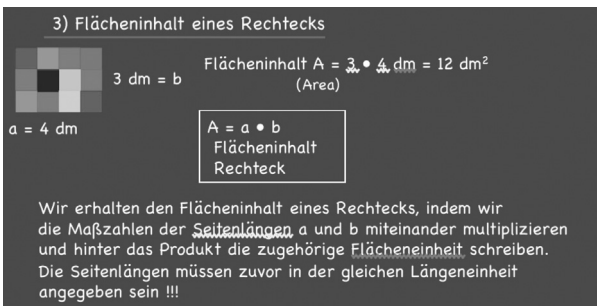 3) Flächeninhalt eines Rechtecks
3 dm = b
Flächeninhalt A = 3 • 4 dm = 12 dm²
(Area)
a = 4 dm
A = a • b
Flächeninhalt
Rechteck
Wir erhalten den Flächeninhalt eines Rechtecks, indem wir
die Maßzahlen der Seitenlängen a und b miteinander multiplizieren
und hinter das Produkt die zugehörige Flächeneinheit schreiben.
Die Seitenlängen müssen zuvor in der gleichen Längeneinheit
angegeben sein !!!